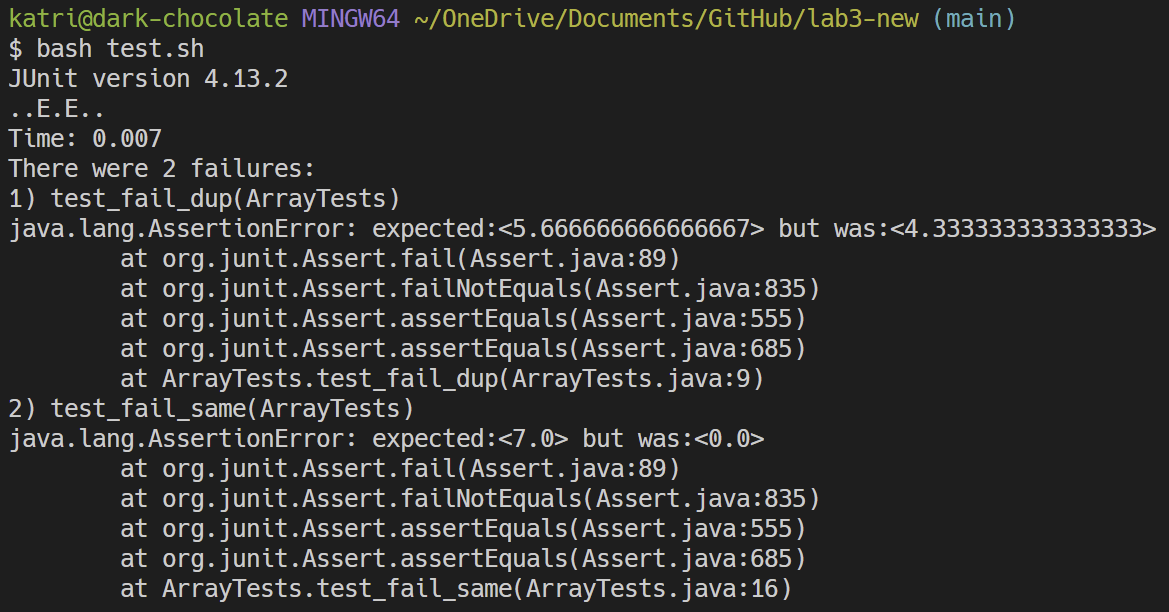 katri@dark-chocolate MINGW64 ~/OneDrive/Documents/GitHub/lab3-new (main)
$ bash test.sh
JUnit version 4.13.2
..E.E..
Time: 0.007
There were 2 failures:
1) test_fail_dup(ArrayTests)
java.lang.AssertionError: expected:<5.666666666666667> but was:<4.333333333333333>
        at org.junit.Assert.fail(Assert.java:89)
        at org.junit.Assert.failNotEquals(Assert.java:835)
        at org.junit.Assert.assertEquals(Assert.java:555)
        at org.junit.Assert.assertEquals(Assert.java:685)
        at ArrayTests.test_fail_dup(ArrayTests.java:9)
2) test_fail_same(ArrayTests)
java.lang.AssertionError: expected:<7.0> but was:<0.0>
        at org.junit.Assert.fail(Assert.java:89)
        at org.junit.Assert.failNotEquals(Assert.java:835)
        at org.junit.Assert.assertEquals(Assert.java:555)
        at org.junit.Assert.assertEquals(Assert.java:685)
        at ArrayTests.test_fail_same(ArrayTests.java:16)